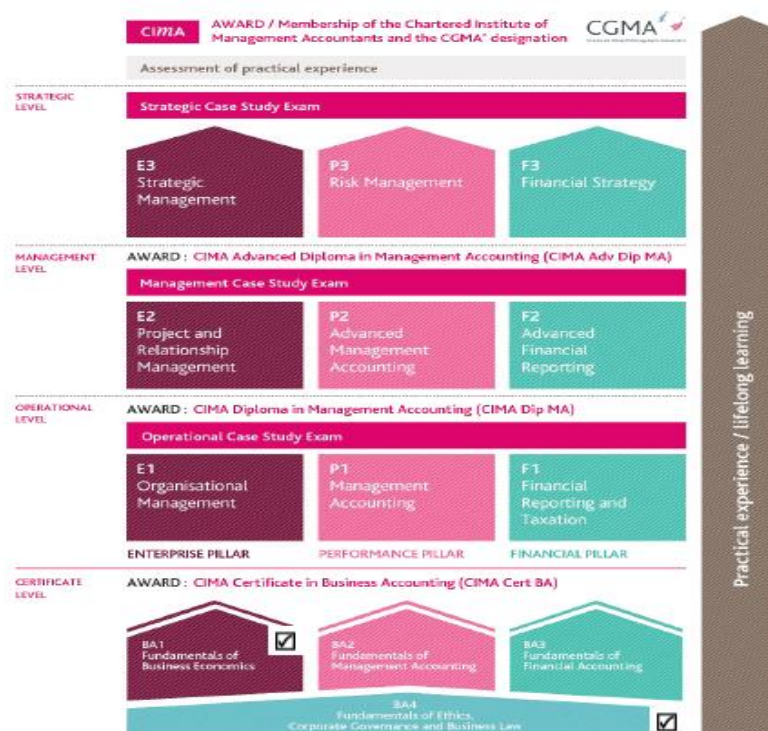 CIMA
AWARD / Membership of the Chartered Institute of
Management Accountants and the CGMA® designation
CGMA
Assessment of practical experience
STRATEGIC
LEVEL
Strategic Case Study Exam
E3
Strategic
Management
P3
Risk Management
F3
Financial Strategy
MANAGEMENT
LEVEL
AWARD : CIMA Advanced Diploma in Management Accounting (CIMA Adv Dip MA)
Management Case Study Exam
E2
Project and
Relationship
Management
P2
Advanced
Management
Accounting
F2
Advanced
Financial
Reporting
OPERATIONAL
LEVEL
AWARD : CIMA Diploma in Management Accounting (CIMA Dip MA)
Operational Case Study Exam
E1
Organisational
Management
P1
Management
Accounting
F1
Financial
Reporting and
Taxation
ENTERPRISE PILLAR
PERFORMANCE PILLAR
FINANCIAL PILLAR
CERTIFICATE
LEVEL
AWARD : CIMA Certificate in Business Accounting (CIMA Cert BA)
BA1
Fundamentals of
Business Economics
BA2
Fundamentals of
Management Accounting
BA3
Fundamentals of
Financial Accounting
BA4
Fundamentals of Ethics,
Corporate Governance and Business Law
Practical experience / lifelong learning